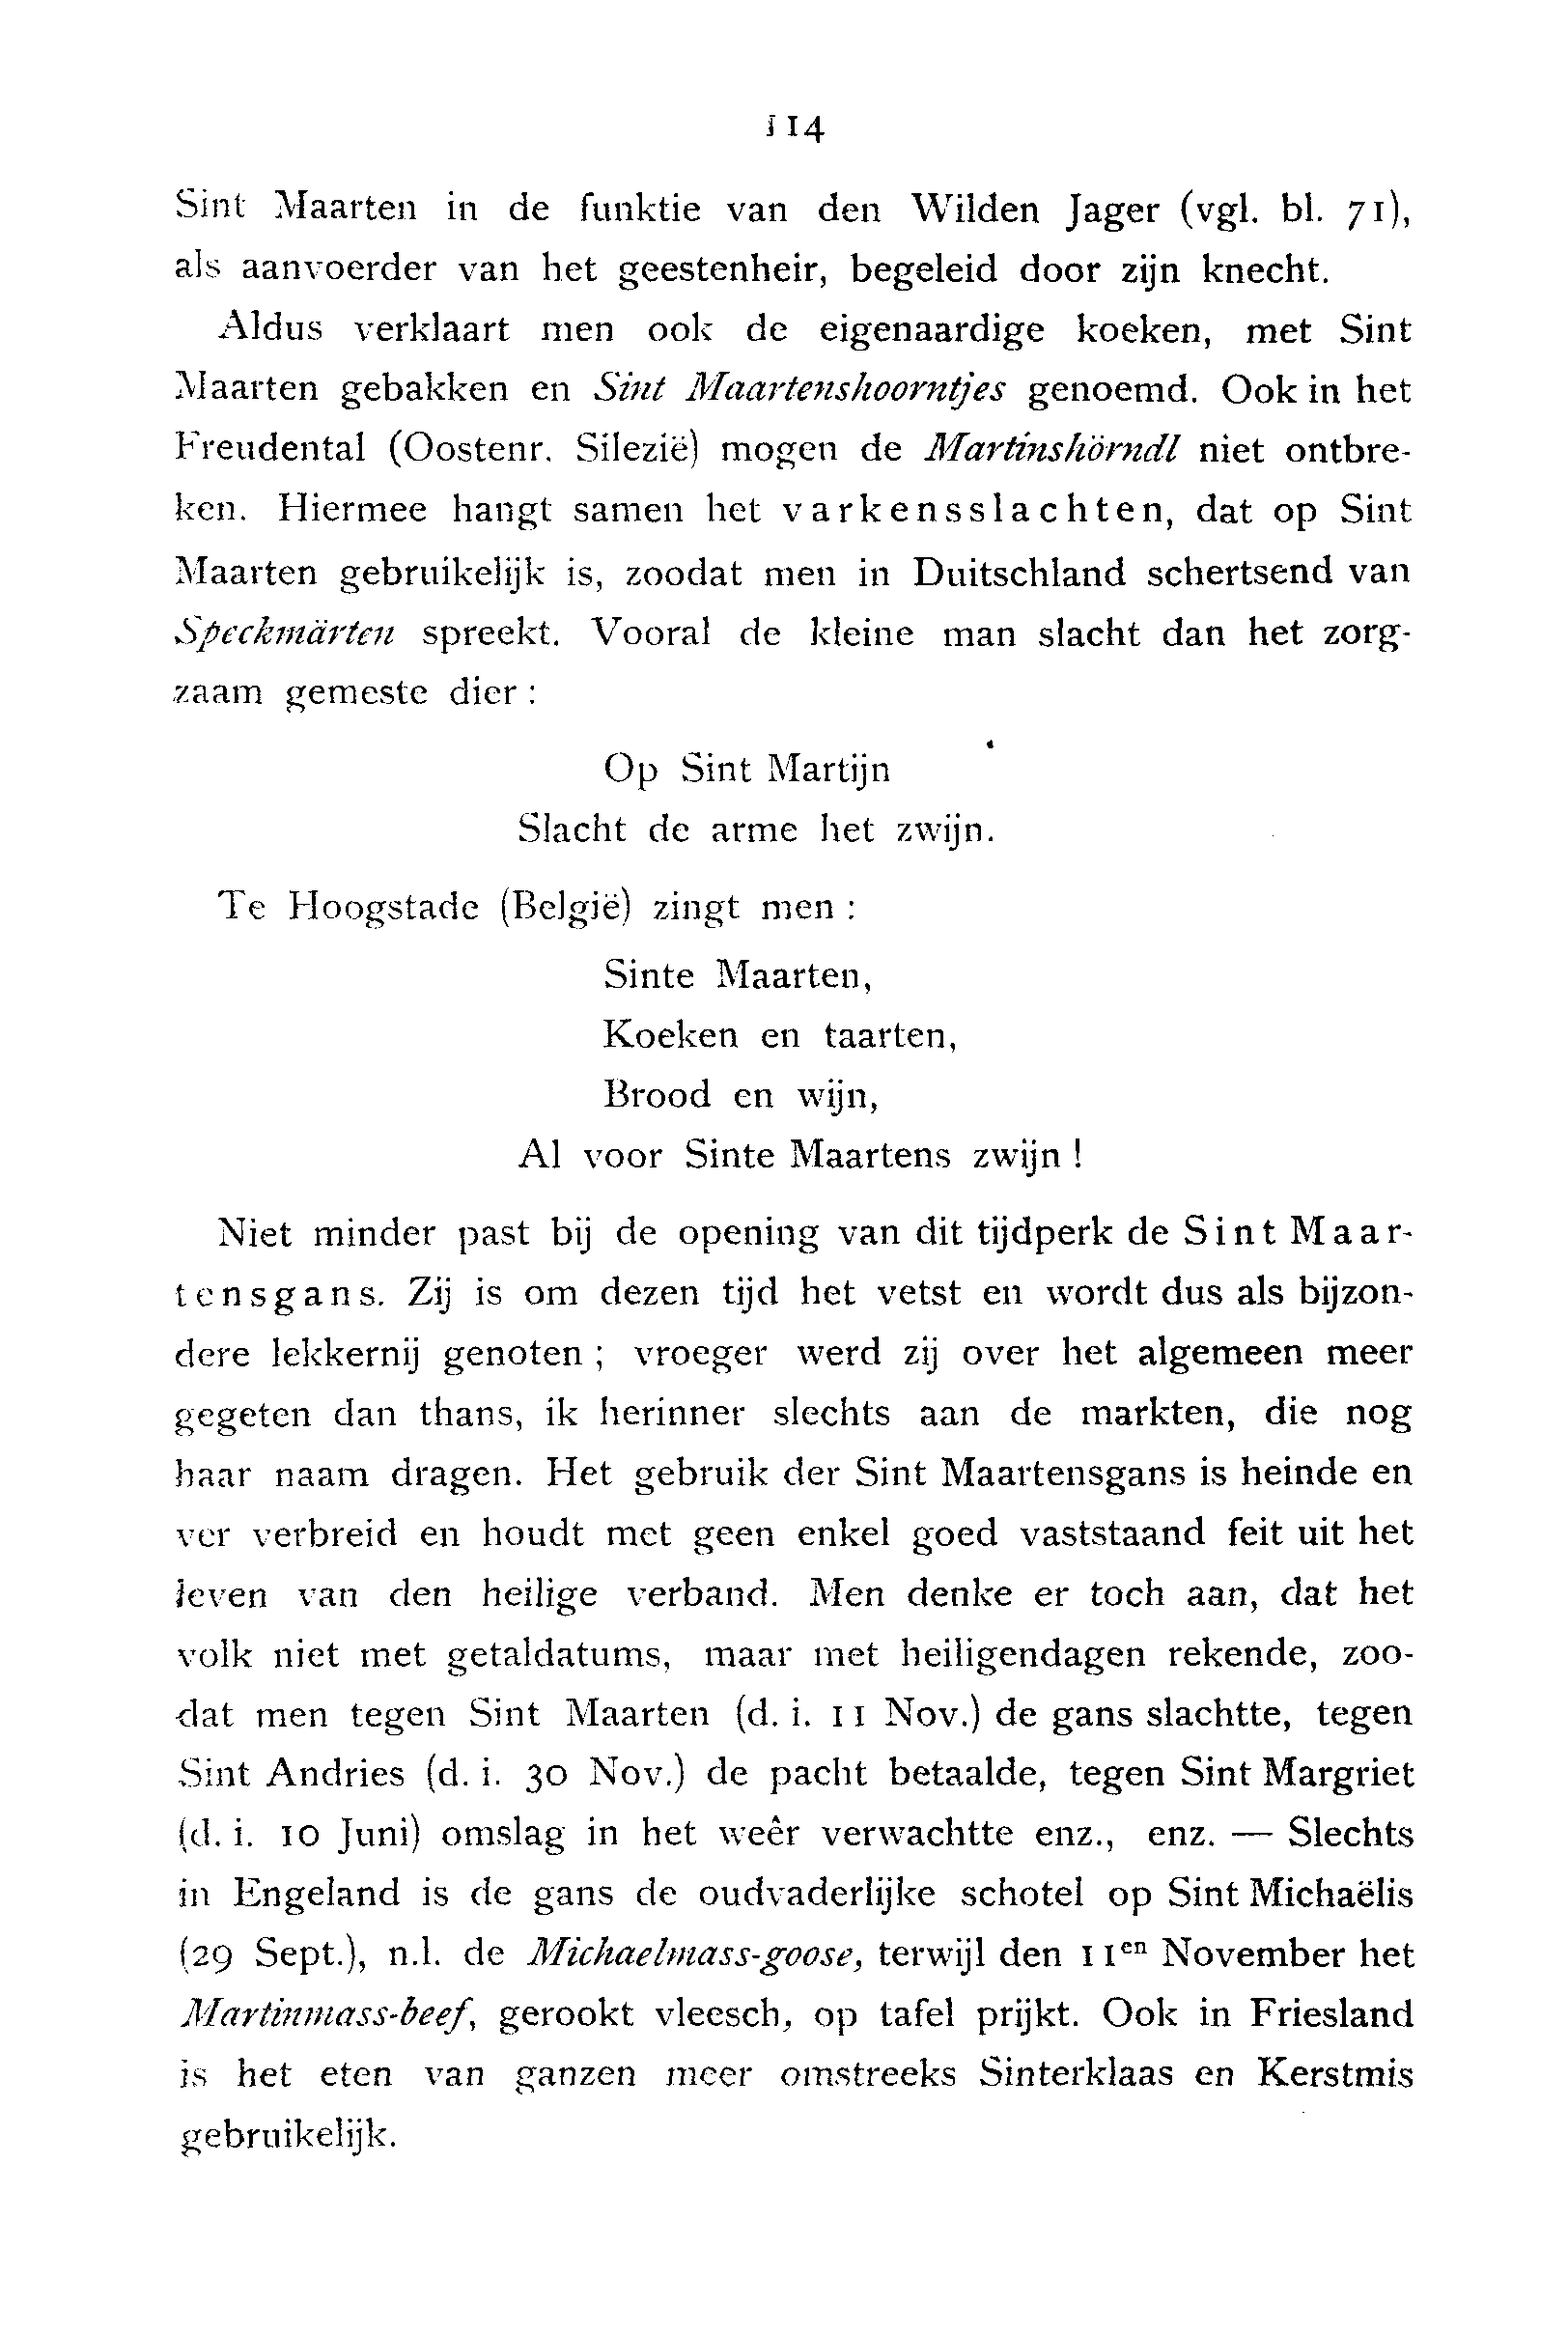 114
Sint Maarten in de funktie van den Wilden Jager (vgl. bl. 71),
als aanvoerder van het geestenheir, begeleid door zijn knecht.
Aldus verklaart men ook de eigenaardige koeken, met Sint
Maarten gebakken en Sint Maartenshoorntjes genoemd. Ook in het
Freudental (Oostenr. Silezië) mogen de Martinshörndl niet ontbre-
ken. Hiermee hangt samen het varkensslachten, dat op Sint
Maarten gebruikelijk is, zoodat men in Duitschland schertsend van
Speckmärten spreekt. Vooral de kleine man slacht dan het zorg-
zaam gemeste dier :
Op Sint Martijn
Slacht de arme het zwijn.
Te Hoogstade (België) zingt men :
Sinte Maarten,
Koeken en taarten,
Brood en wijn,
Al voor Sinte Maartens zwijn !
Niet minder past bij de opening van dit tijdperk de Sint Maar-
tensgans. Zij is om dezen tijd het vetst en wordt dus als bijzon-
dere lekkernij genoten ; vroeger werd zij over het algemeen meer
gegeten dan thans, ik herinner slechts aan de markten, die nog
haar naam dragen. Het gebruik der Sint Maartensgans is heinde en
ver verbreid en houdt met geen enkel goed vaststaand feit uit het
leven van den heilige verband. Men denke er toch aan, dat het
volk niet met getaldatums, maar met heiligendagen rekende, zoo-
dat men tegen Sint Maarten (d. i. 11 Nov.) de gans slachtte, tegen
Sint Andries (d. i. 30 Nov.) de pacht betaalde, tegen Sint Margriet
(d. i. 10 Juni) omslag in het weêr verwachtte enz., enz. — Slechts
in Engeland is de gans de oudvaderlijke schotel op Sint Michaëlis
(29 Sept.), n.l. de Michaelmass-goose, terwijl den 11en November het
Martinmass-beef, gerookt vleesch, op tafel prijkt. Ook in Friesland
is het eten van ganzen meer omstreeks Sinterklaas en Kerstmis
gebruikelijk.